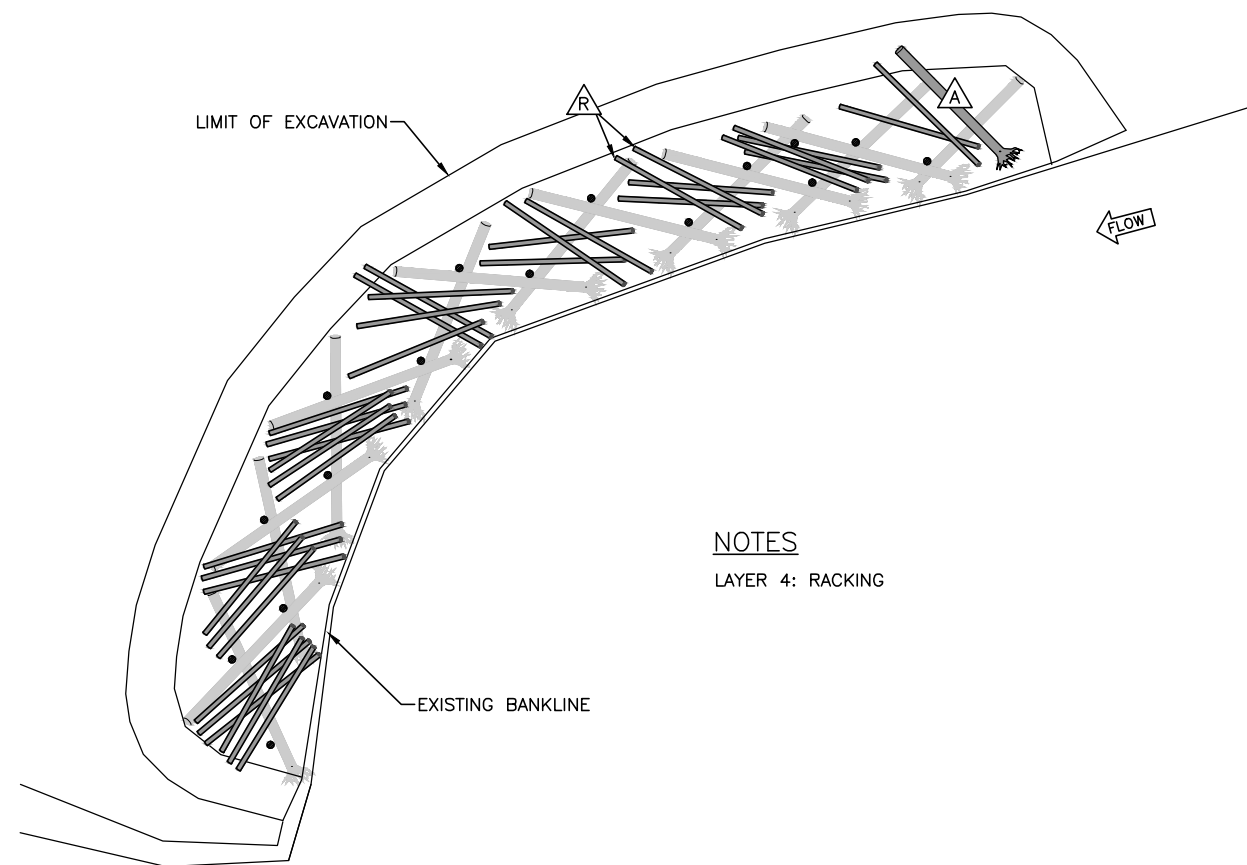 A
R
LIMIT OF EXCAVATION
FLOW
NOTES
LAYER 4: RACKING
EXISTING BANKLINE